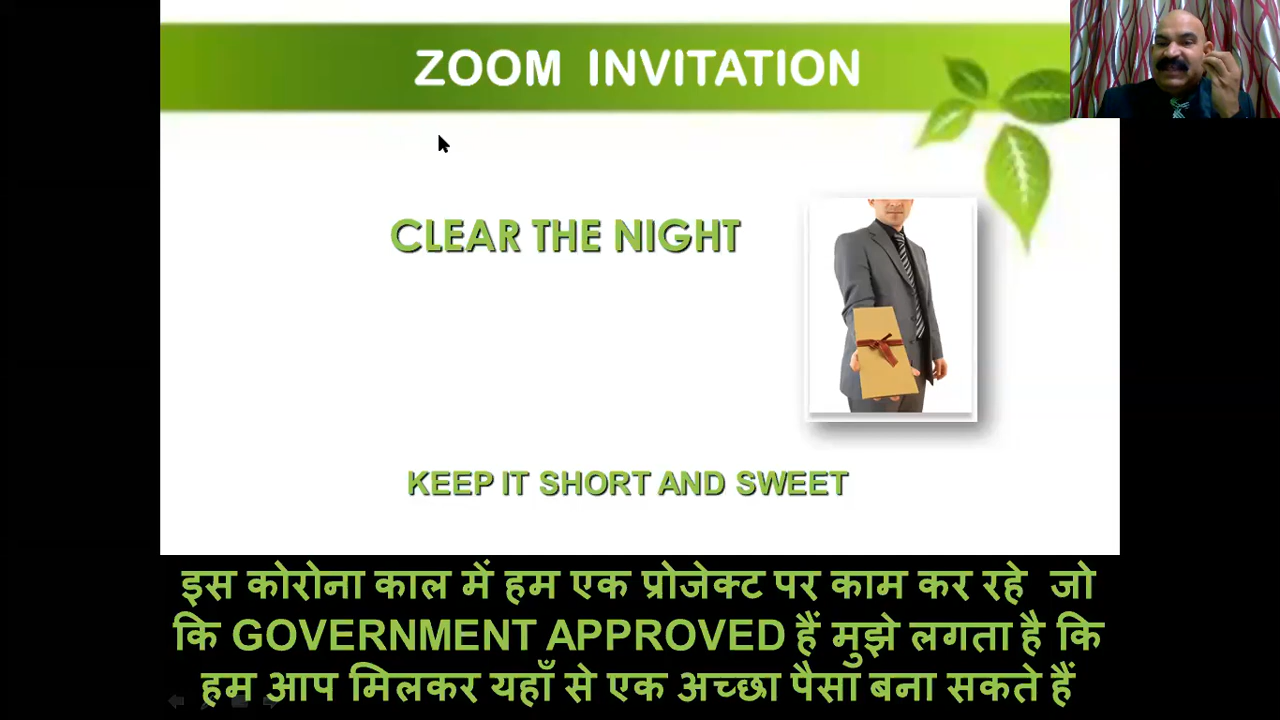 ZOOM INVITATION
CLEAR THE NIGHT
KEEP IT SHORT AND SWEET
इस कोरोना काल में हम एक प्रोजेक्ट पर काम कर रहे जो
कि GOVERNMENT APPROVED हैं मुझे लगता है कि
हम आप मिलकर यहाँ से एक अच्छा पैसा बना सकते हैं